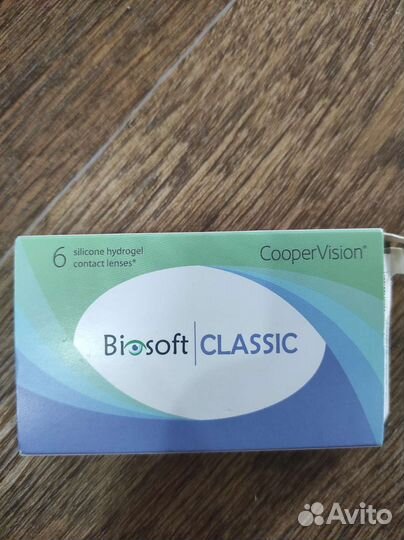 6 silicone hydrogel
contact lenses*
CooperVision®
Biosoft | CLASSIC
Avito